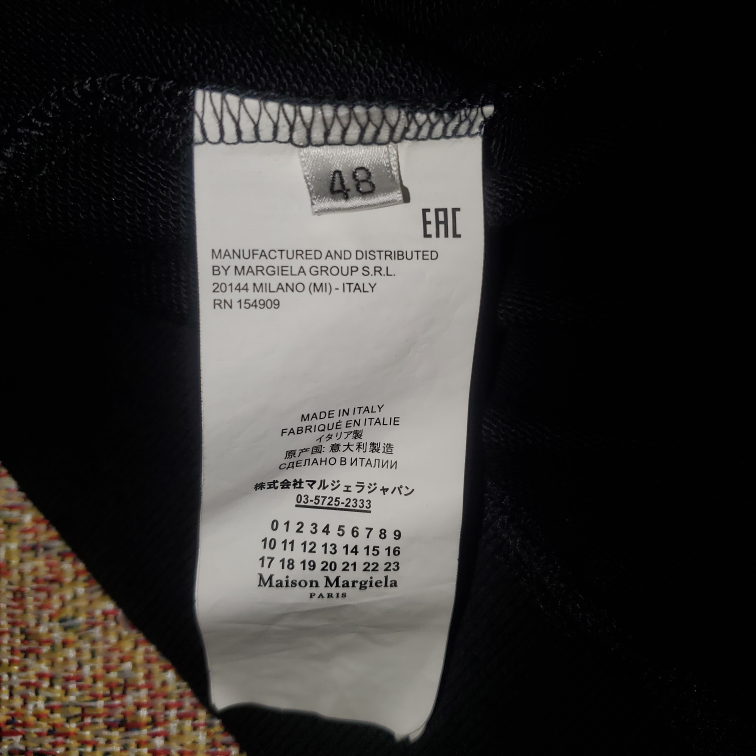 48
EAC
MANUFACTURED AND DISTRIBUTED
BY MARGIELA GROUP S.R.L.
20144 MILANO (MI) - ITALY
RN 154909
MADE IN ITALY
FABRIQUÉ EN ITALIE
イタリア製
原产国: 意大利製造
СДЕЛАНО В ИТАЛИИ
株式会社マルジェラジャパン
03-5725-2333
0 1 2 3 4 5 6 7 8 9
10 11 12 13 14 15 16
17 18 19 20 21 22 23
Maison Margiela
PARIS